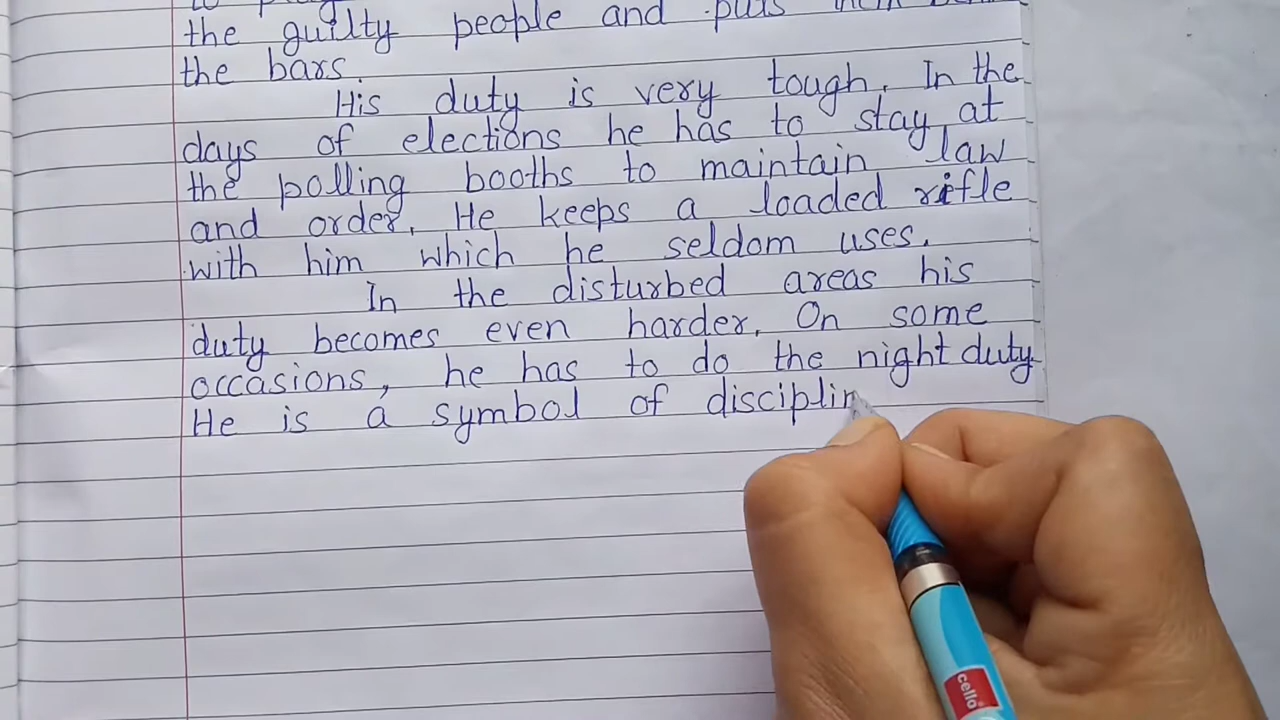 the guilty people and puts them
the bars.
His duty is very tough. In the
days of elections he has to stay at
the polling booths to maintain law
and order. He keeps a loaded rifle
with him which he seldom uses.
In the disturbed areas his
duty becomes even harder. On some
occasions, he has to do the night duty
He is a symbol of disciplin
cello